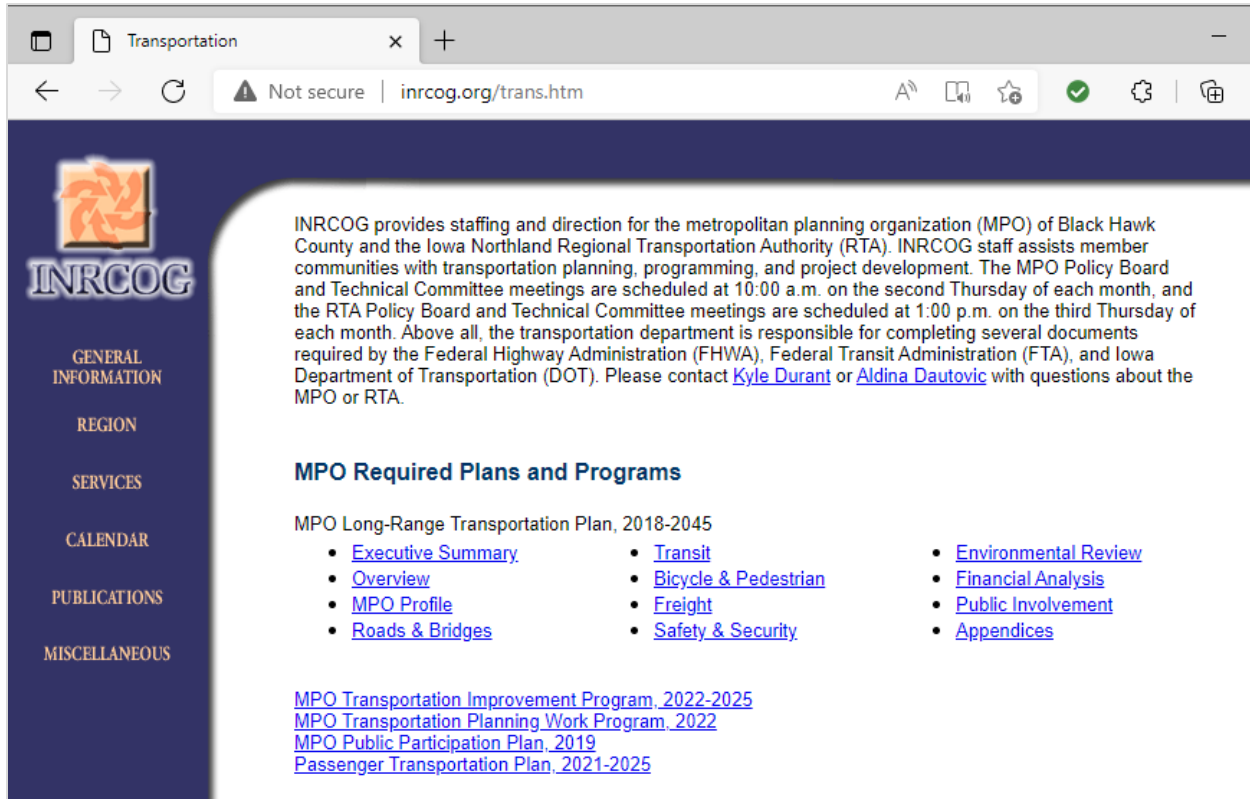 Transportation
Not secure | inrcog.org/trans.htm
INRCOG
GENERAL
INFORMATION
REGION
SERVICES
CALENDAR
PUBLICATIONS
MISCELLANEOUS
INRCOG provides staffing and direction for the metropolitan planning organization (MPO) of Black Hawk
County and the Iowa Northland Regional Transportation Authority (RTA). INRCOG staff assists member
communities with transportation planning, programming, and project development. The MPO Policy Board
and Technical Committee meetings are scheduled at 10:00 a.m. on the second Thursday of each month, and
the RTA Policy Board and Technical Committee meetings are scheduled at 1:00 p.m. on the third Thursday of
each month. Above all, the transportation department is responsible for completing several documents
required by the Federal Highway Administration (FHWA), Federal Transit Administration (FTA), and Iowa
Department of Transportation (DOT). Please contact Kyle Durant or Aldina Dautovic with questions about the
MPO or RTA.
MPO Required Plans and Programs
MPO Long-Range Transportation Plan, 2018-2045
• Executive Summary
• Overview
• MPO Profile
• Roads & Bridges
• Transit
• Bicycle & Pedestrian
• Freight
• Safety & Security
• Environmental Review
• Financial Analysis
• Public Involvement
• Appendices
MPO Transportation Improvement Program, 2022-2025
MPO Transportation Planning Work Program, 2022
MPO Public Participation Plan, 2019
Passenger Transportation Plan, 2021-2025